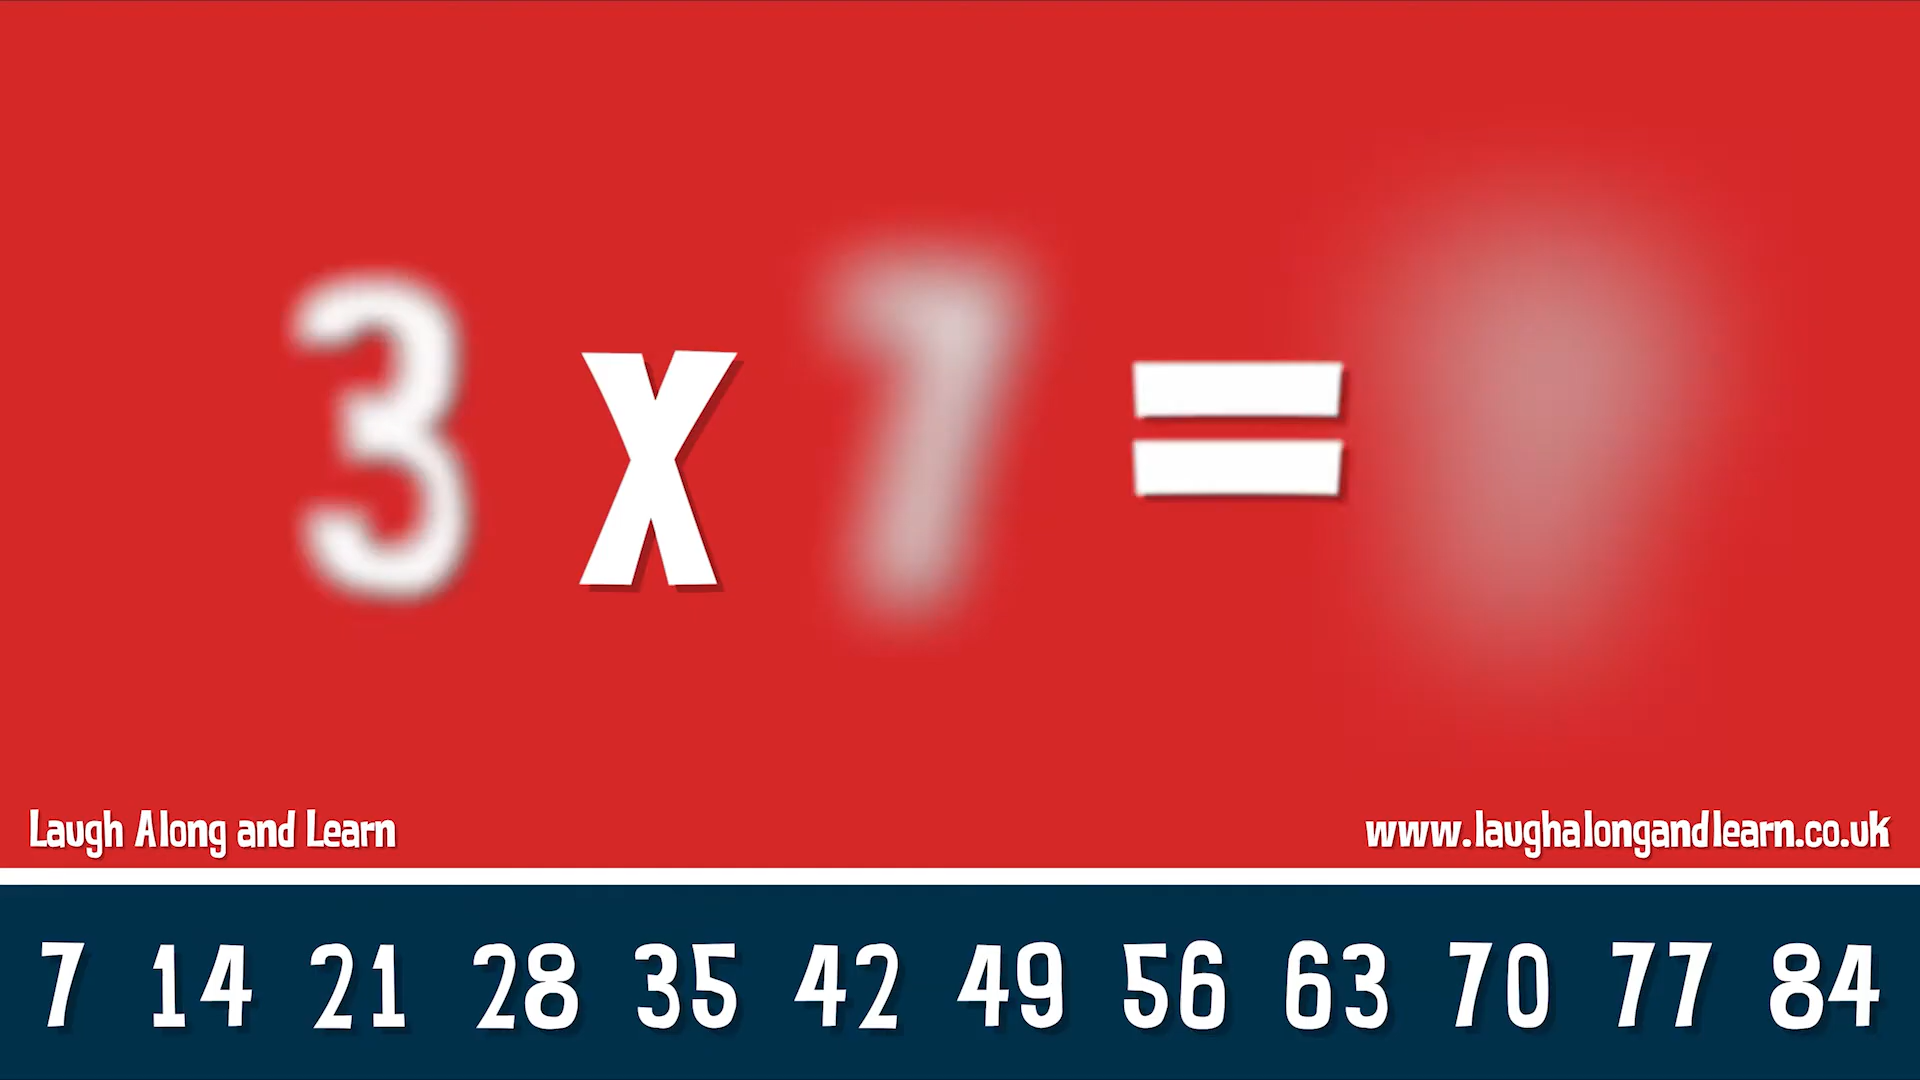 3 x 7 =
Laugh Along and Learn
www.laughalongandlearn.co.uk
7 14 21 28 35 42 49 56 63 70 77 84